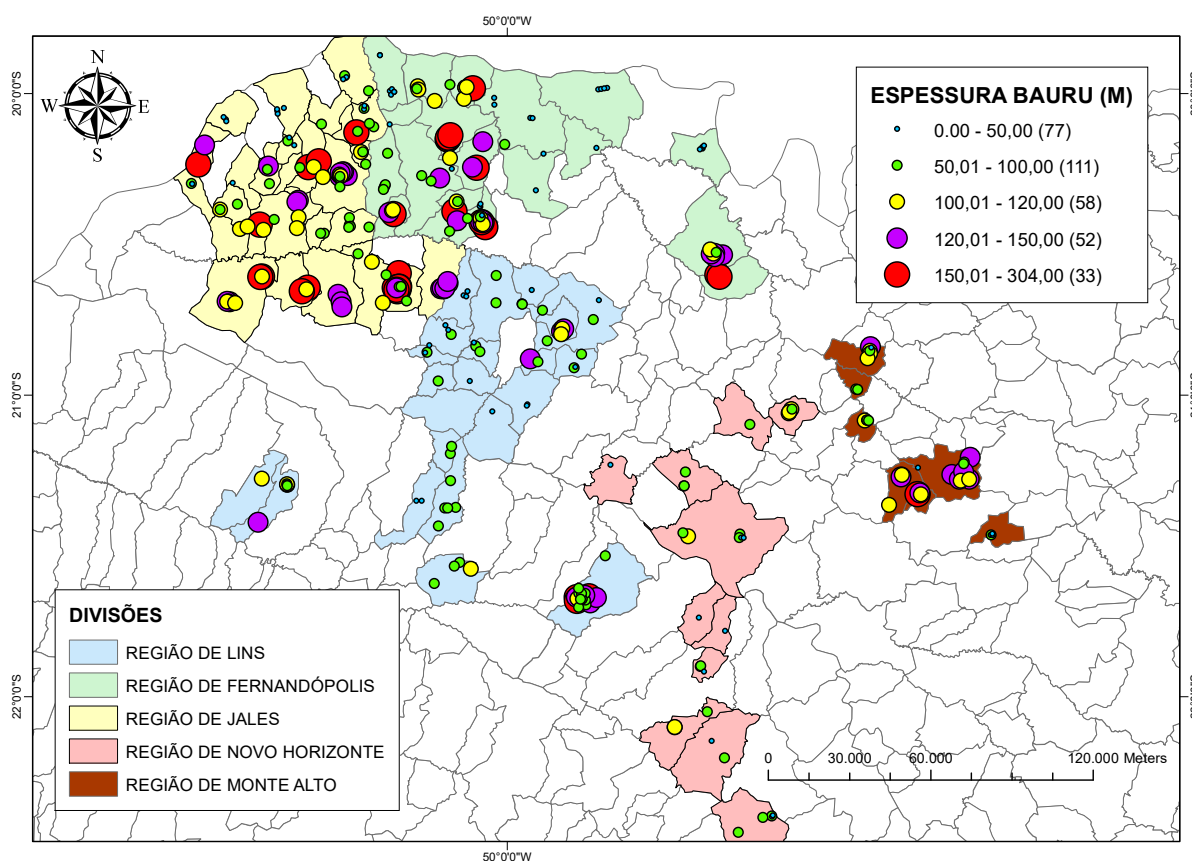 50°0'0"W
N
W
E
S
20°0'0"S
ESPESSURA BAURU (M)
0.00 - 50,00 (77)
50,01 - 100,00 (111)
100,01 - 120,00 (58)
120,01 - 150,00 (52)
150,01 - 304,00 (33)
22°0'0"S
DIVISÕES
REGIÃO DE LINS
REGIÃO DE FERNANDÓPOLIS
REGIÃO DE JALES
REGIÃO DE NOVO HORIZONTE
REGIÃO DE MONTE ALTO
0 30.000 60.000 120.000 Meters
50°0'0"W